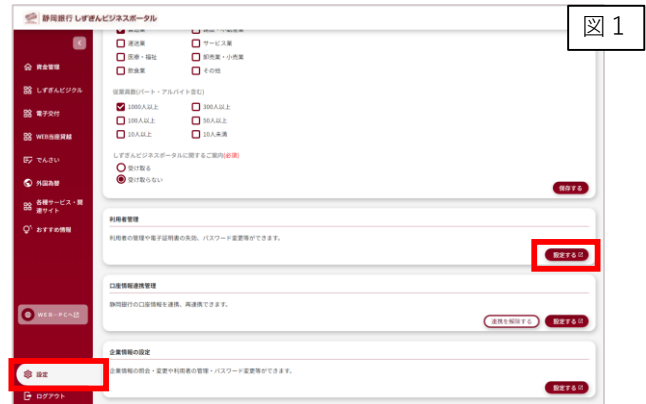 静岡銀行 しずぎんビジネスポータル
図1
運送業
サービス業
医療・福祉
卸売業・小売業
飲食業
その他
従業員数(パート・アルバイト含む)
1000人以上
300人以上
100人以上
50人以上
10人以上
10人未満
しずぎんビジネスポータルに関するご案内(必須)
受け取る
受け取らない
保存する
利用者管理
利用者の管理や電子証明書の失効、パスワード変更等ができます。
設定する
口座情報連携管理
静岡銀行の口座情報を連携、再連携できます。
連携を解除する
設定する
企業情報の設定
企業情報の照会・変更や利用者の管理・パスワード変更等ができます。
設定する
資金管理
しずぎんビジクル
電子交付
WEB当座貸越
でんさい
外国為替
各種サービス・関
連サイト
おすすめ情報
WEB-PCへ
設定
ログアウト